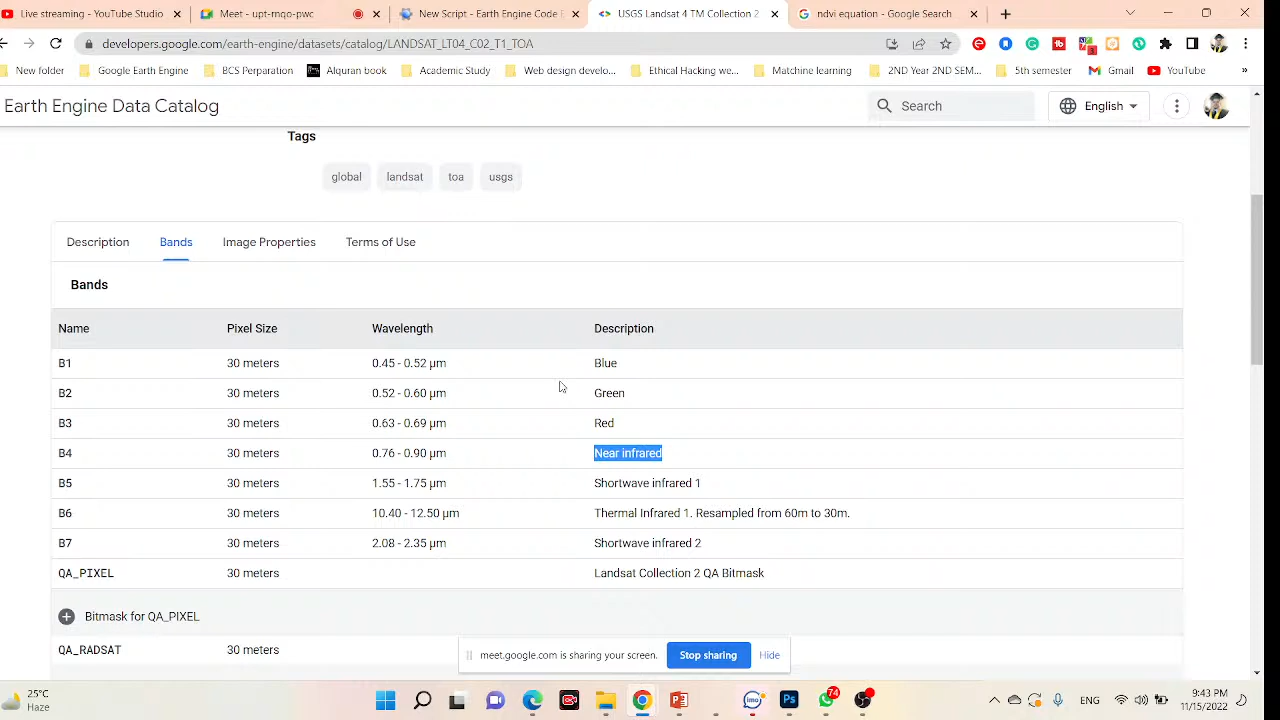 Live streaming - YouTube Studio
Meet - upt-rnqo-pwc
NewScript - Earth Engine Code E
USGS Landsat 4 TM Collection 2
ndvi equation - Google Search
developers.google.com/earth-engine/datasets/catalog/LANDSAT_LT04_C02_T1_TOA
3
New folder
Google Earth Engine
BCS Perparation
Alquran book
Academy Study
Web design develo...
Ethical Hacking we...
Matchine learning
2ND Year 2ND SEM...
5th semester
Gmail
YouTube
»
Earth Engine Data Catalog
Search
English
Tags
global
landsat
toa
usgs
Description
Bands
Image Properties
Terms of Use
Bands
Name Pixel Size Wavelength Description
B1 30 meters 0.45 - 0.52 μm Blue
B2 30 meters 0.52 - 0.60 μm Green
B3 30 meters 0.63 - 0.69 μm Red
B4 30 meters 0.76 - 0.90 μm Near infrared
B5 30 meters 1.55 - 1.75 μm Shortwave infrared 1
B6 30 meters 10.40 - 12.50 μm Thermal Infrared 1. Resampled from 60m to 30m.
B7 30 meters 2.08 - 2.35 μm Shortwave infrared 2
QA_PIXEL 30 meters Landsat Collection 2 QA Bitmask
Bitmask for QA_PIXEL
QA_RADSAT 30 meters
meet.google.com is sharing your screen.
Stop sharing
Hide
25°C
Haze
imo
Ps
74
ENG
9:43 PM
11/15/2022